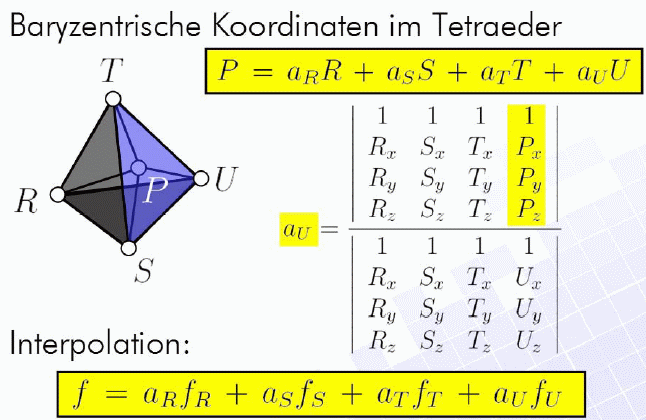 Baryzentrische Koordinaten im Tetraeder
P = a_R R + a_S S + a_T T + a_U U
T
R
P
U
S
a_U =
1 1 1 1
R_x S_x T_x P_x
R_y S_y T_y P_y
R_z S_z T_z P_z
1 1 1 1
R_x S_x T_x U_x
R_y S_y T_y U_y
R_z S_z T_z U_z
Interpolation:
f = a_R f_R + a_S f_S + a_T f_T + a_U f_U